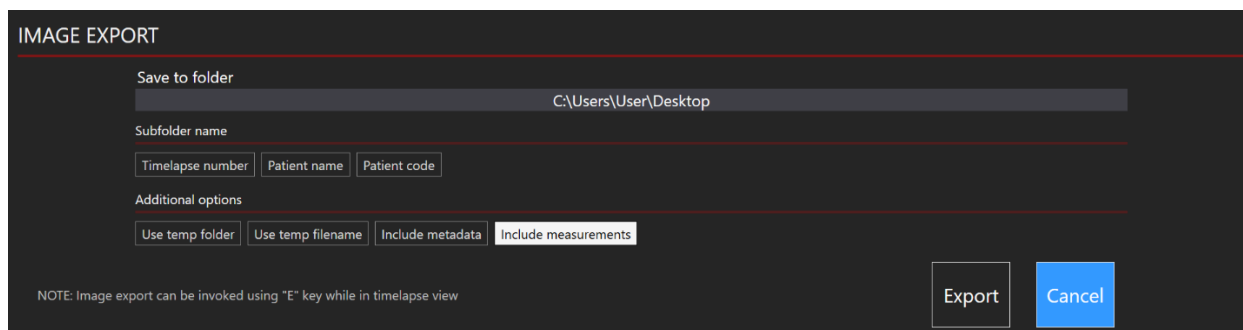 IMAGE EXPORT
Save to folder
C:\Users\User\Desktop
Subfolder name
Timelapse number Patient name Patient code
Additional options
Use temp folder Use temp filename Include metadata Include measurements
NOTE: Image export can be invoked using "E" key while in timelapse view
Export Cancel